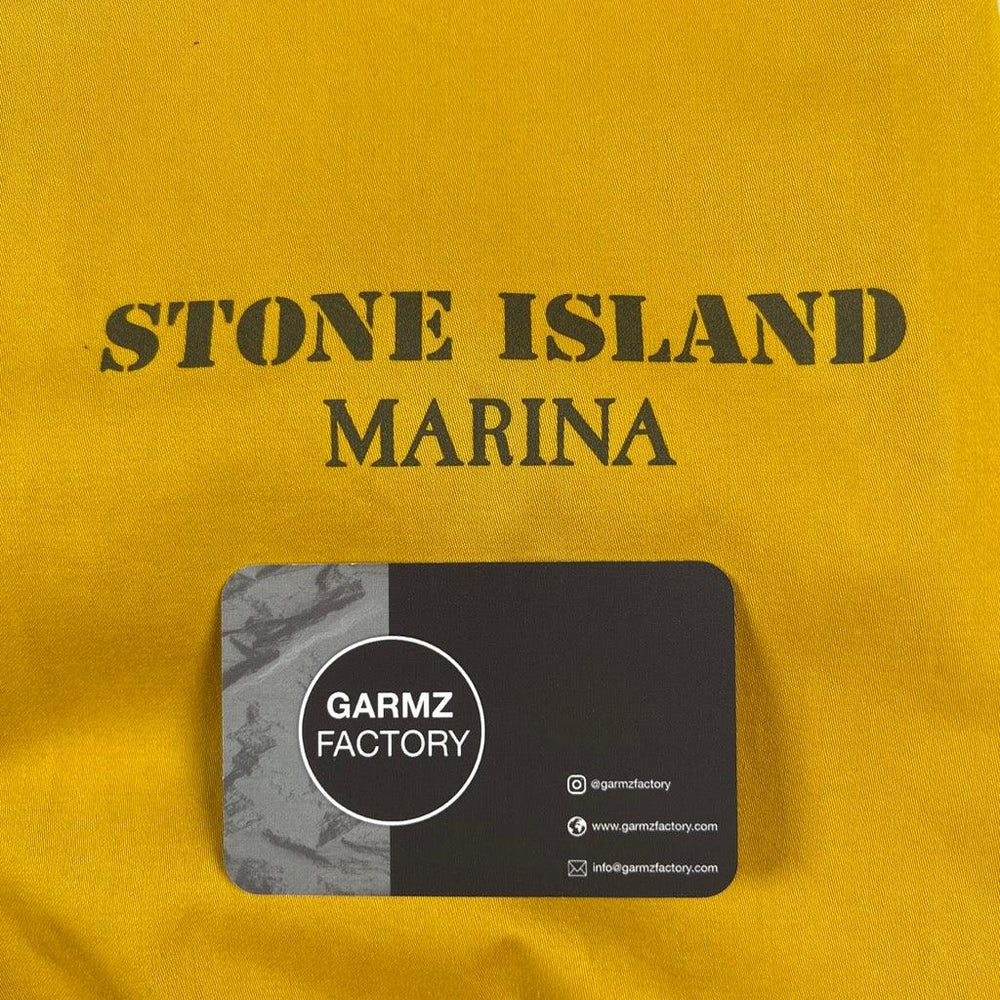 STONE ISLAND
MARINA
GARMZ
FACTORY
@garmzfactory
www.garmzfactory.com
info@garmzfactory.com